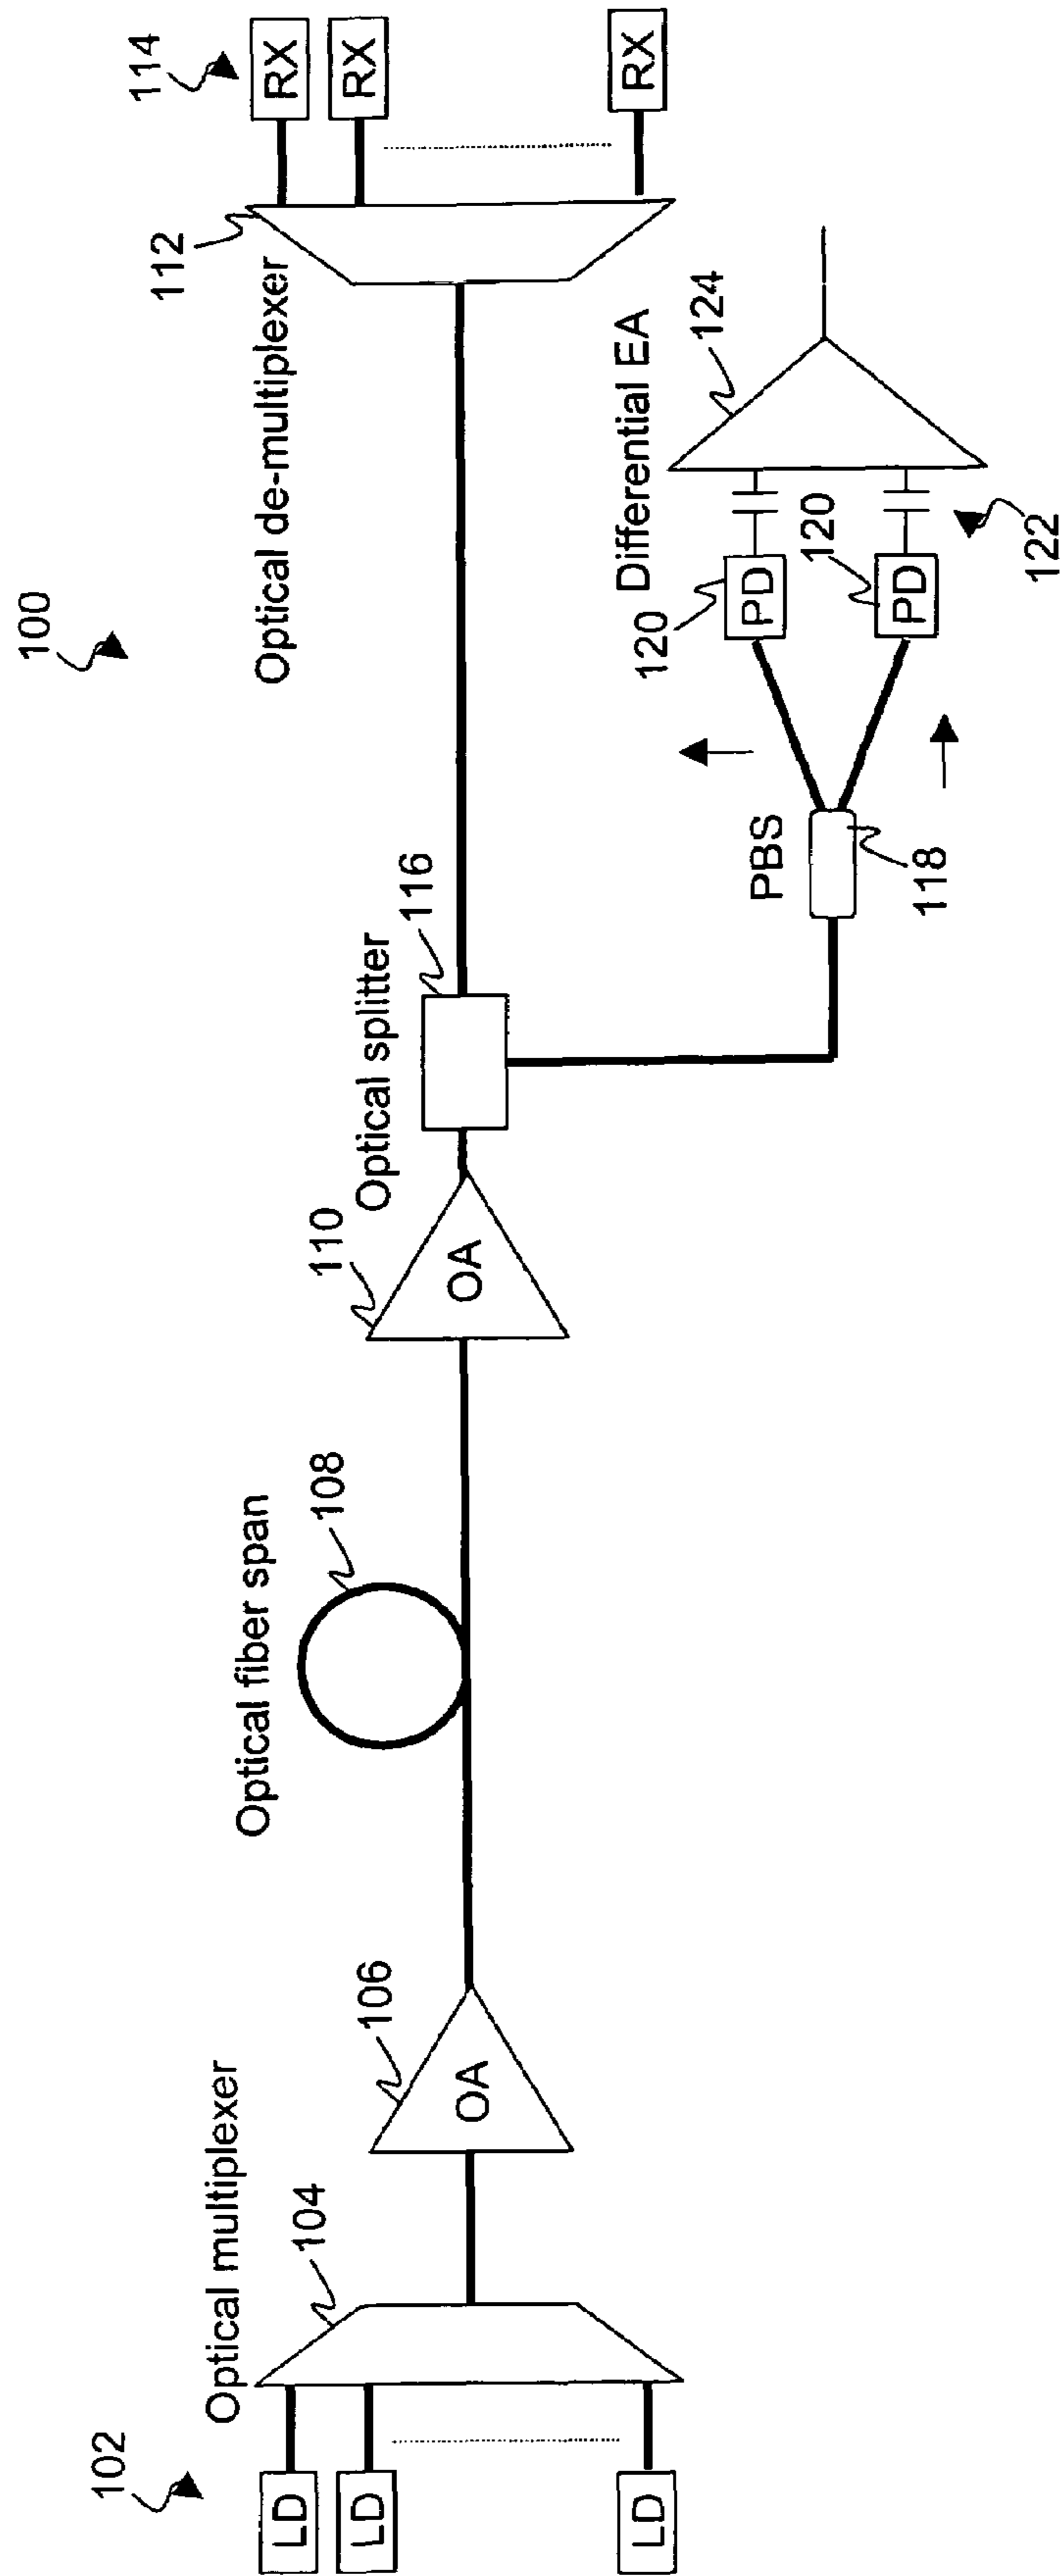 100
102
LD
LD
LD
Optical multiplexer
104
OA
106
Optical fiber span
108
OA
110
Optical splitter
116
Optical de-multiplexer
112
114
RX
RX
RX
PBS
118
120
PD
120
PD
122
Differential EA
124